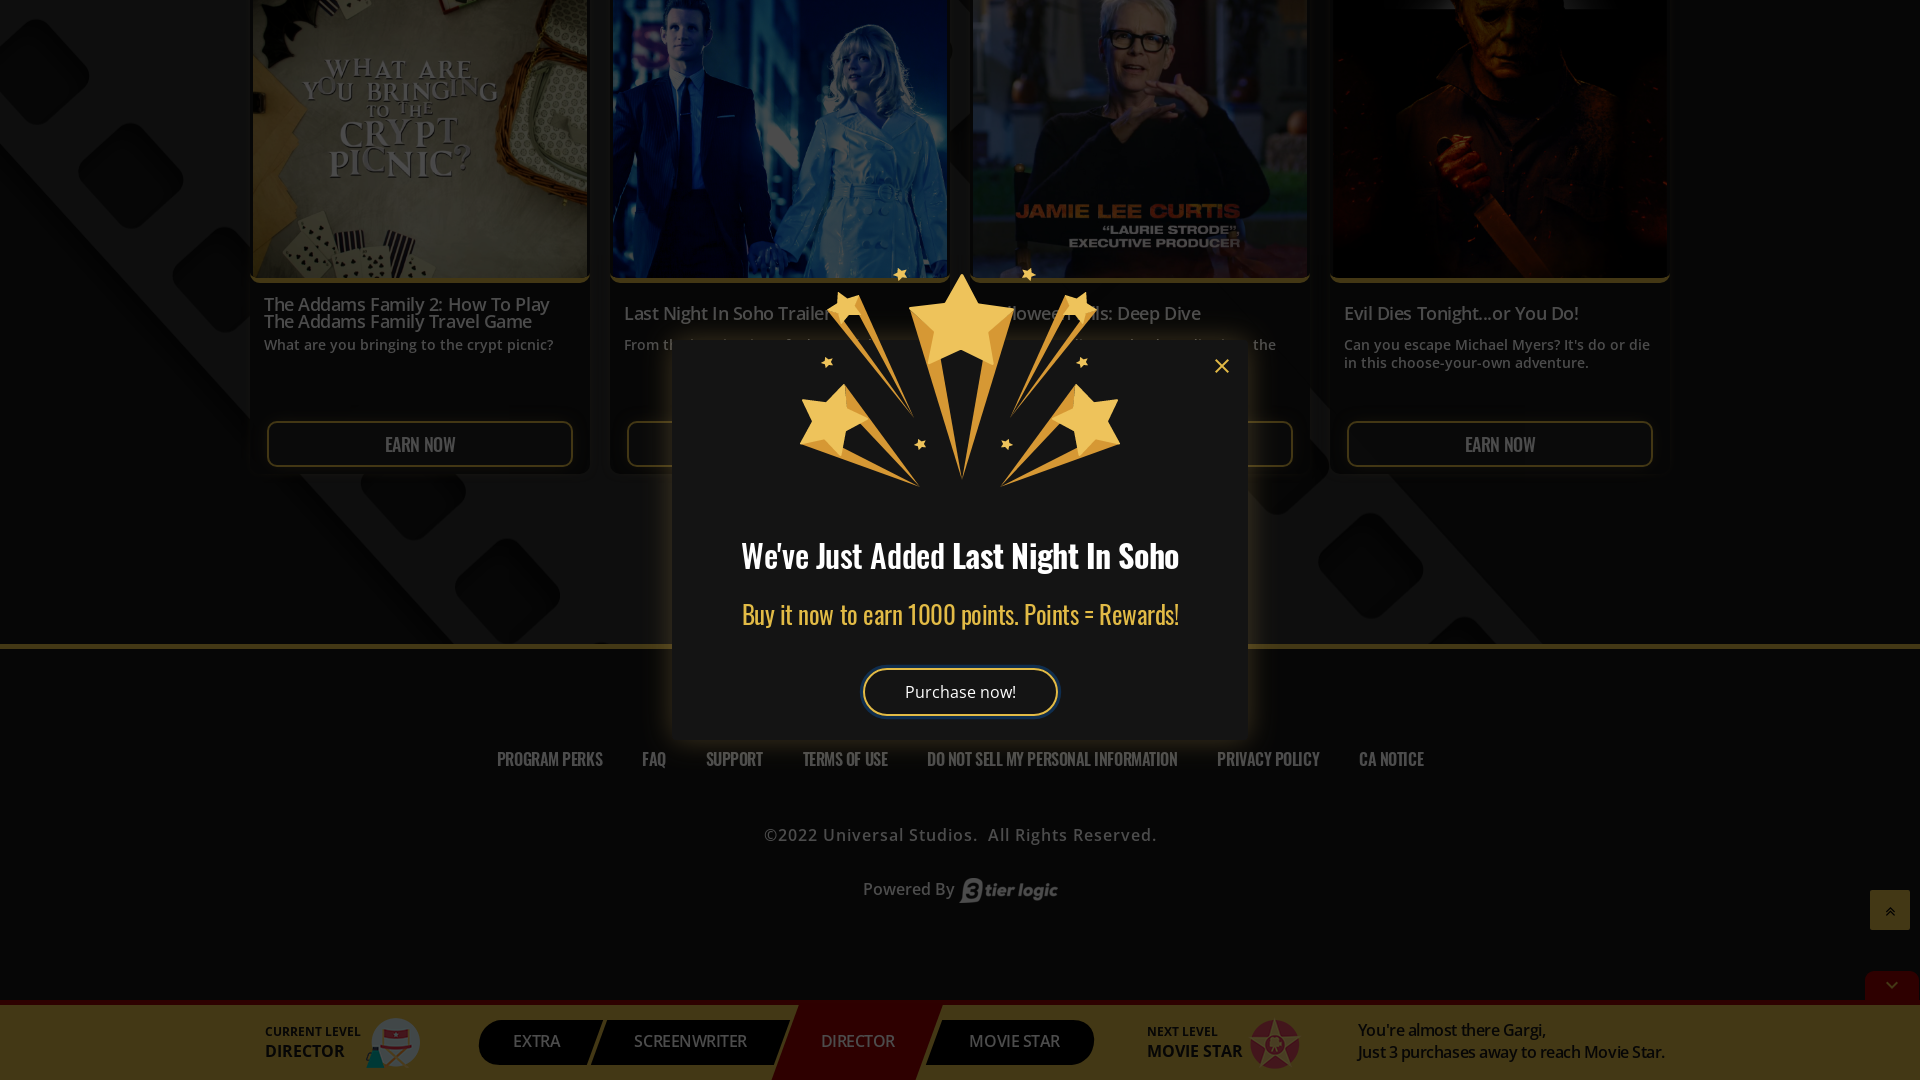 WHAT ARE
YOU BRINGING
TO THE
CRYPT
PICNIC?
JAMIE LEE CURTIS
"LAURIE STRODE",
EXECUTIVE PRODUCER
The Addams Family 2: How To Play
The Addams Family Travel Game
What are you bringing to the crypt picnic?
EARN NOW
Last Night In Soho Trailer
From
Kills: Deep Dive
the
Evil Dies Tonight...or You Do!
Can you escape Michael Myers? It's do or die
in this choose-your-own adventure.
EARN NOW
We've Just Added Last Night In Soho
Buy it now to earn 1000 points. Points = Rewards!
Purchase now!
PROGRAM PERKS FAQ SUPPORT TERMS OF USE DO NOT SELL MY PERSONAL INFORMATION PRIVACY POLICY CA NOTICE
©2022 Universal Studios. All Rights Reserved.
Powered By 3 tier logic
CURRENT LEVEL
DIRECTOR
EXTRA SCREENWRITER DIRECTOR MOVIE STAR
NEXT LEVEL
MOVIE STAR
You're almost there Gargi,
Just 3 purchases away to reach Movie Star.